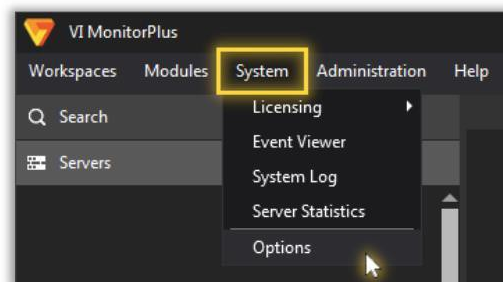 VI MonitorPlus
Workspaces Modules System Administration Help
Search
Licensing
Event Viewer
Servers
System Log
Server Statistics
Options